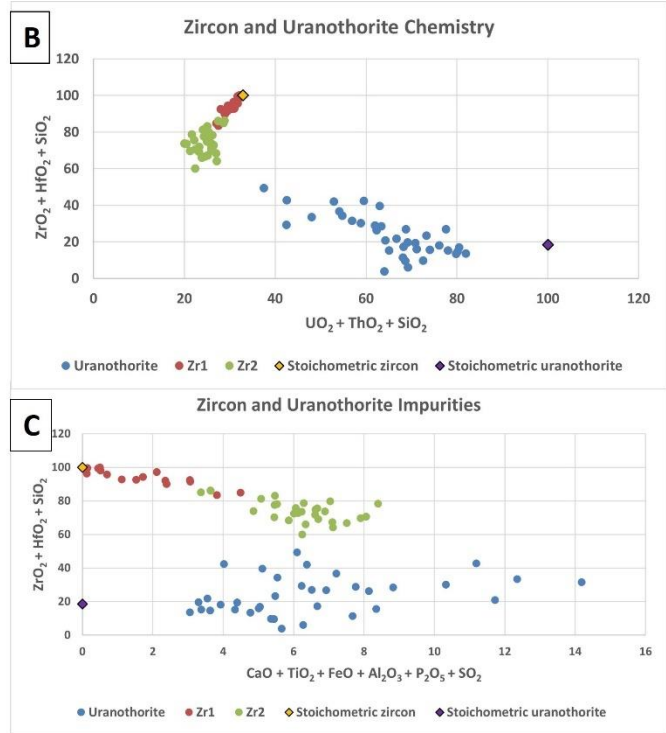 B
Zircon and Uranothorite Chemistry
ZrO₂ + HfO₂ + SiO₂
120
100
80
60
40
20
0
0 20 40 60 80 100 120
UO₂ + ThO₂ + SiO₂
Uranothorite Zr1 Zr2 Stoichometric zircon Stoichometric uranothorite
C
Zircon and Uranothorite Impurities
ZrO₂ + HfO₂ + SiO₂
120
100
80
60
40
20
0
0 2 4 6 8 10 12 14 16
CaO + TiO₂ + FeO + Al₂O₃ + P₂O₅ + SO₂
Uranothorite Zr1 Zr2 Stoichometric zircon Stoichometric uranothorite